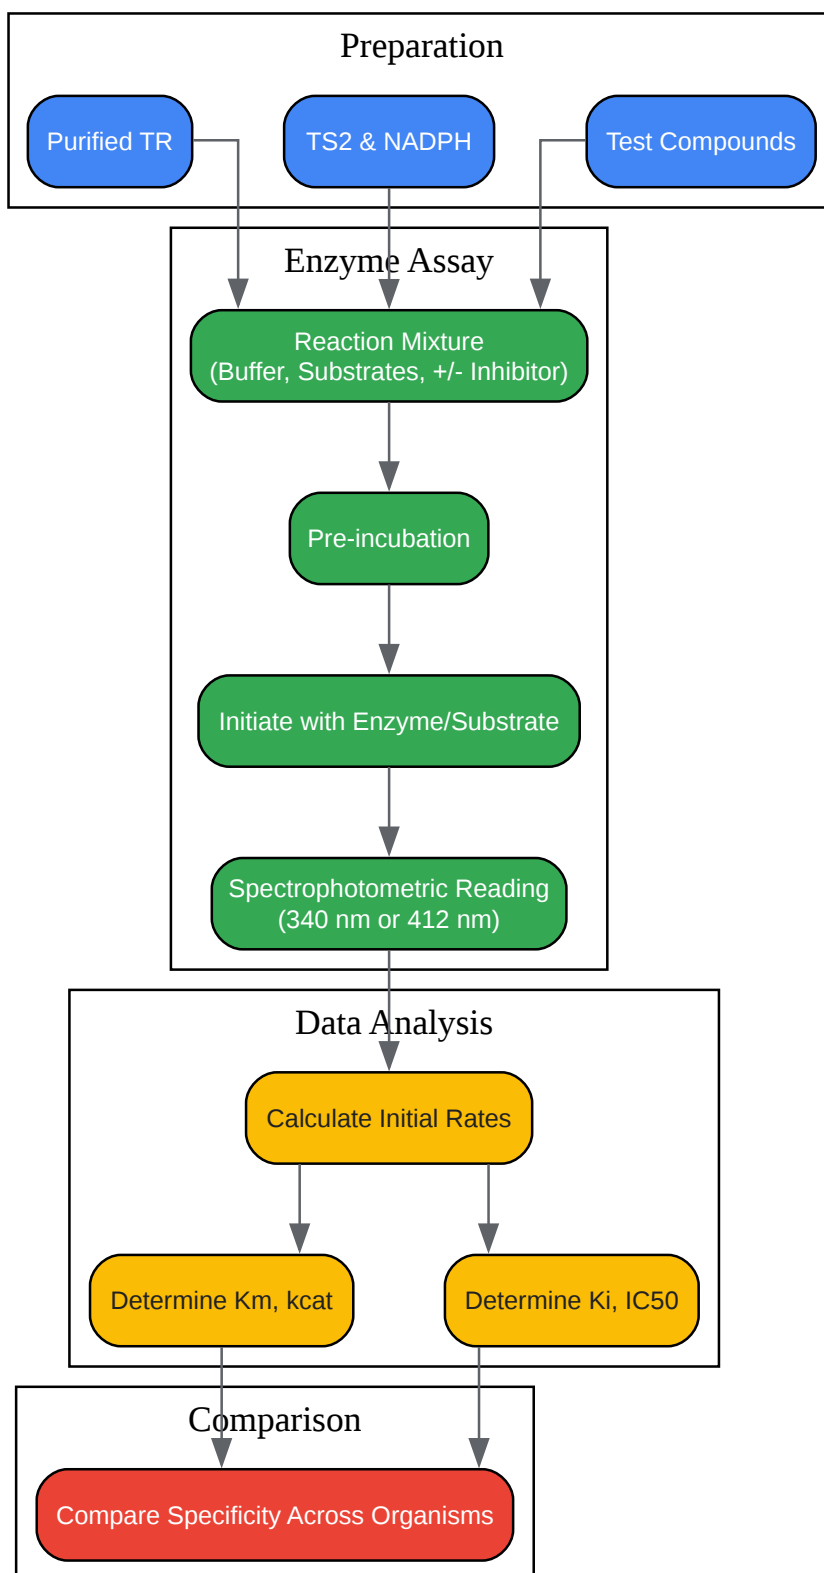 Preparation
Purified TR
TS2 & NADPH
Test Compounds
Enzyme Assay
Reaction Mixture
(Buffer, Substrates, +/- Inhibitor)
Pre-incubation
Initiate with Enzyme/Substrate
Spectrophotometric Reading
(340 nm or 412 nm)
Data Analysis
Calculate Initial Rates
Determine Km, kcat
Determine Ki, IC50
Comparison
Compare Specificity Across Organisms